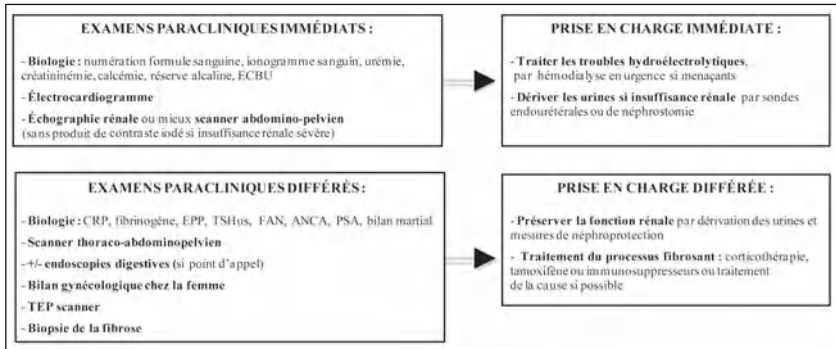 EXAMENS PARACLINIQUES IMMÉDIATS :
- Biologie : numération formule sanguine, ionogramme sanguin, urémie,
créatininémie, calcémie, réserve alcaline, ECBU
- Électrocardiogramme
- Échographie rénale ou mieux scanner abdomino-pelvien
(sans produit de contraste iodé si insuffisance rénale sévère)
PRISE EN CHARGE IMMÉDIATE :
- Traiter les troubles hydroélectolytiques,
par hémodialyse en urgence si menaçants
- Dériver les urines si insuffisance rénale par sondes
endourétérales ou de néphrostomie
EXAMENS PARACLINIQUES DIFFÉRÉS :
- Biologie : CRP, fibrinogène, EPP, TSHus, FAN, ANCA, PSA, bilan martial
- Scanner thoraco-abdominopelvien
- +/- endoscopies digestives (si point d'appel)
- Bilan gynécologique chez la femme
- TEP scanner
- Biopsie de la fibrose
PRISE EN CHARGE DIFFÉRÉE :
- Préserver la fonction rénale par dérivation des urines et
mesures de néphroprotection
- Traitement du processus fibrosant : corticothérapie,
tamoxifène ou immunosuppresseurs ou traitement
de la cause si possible